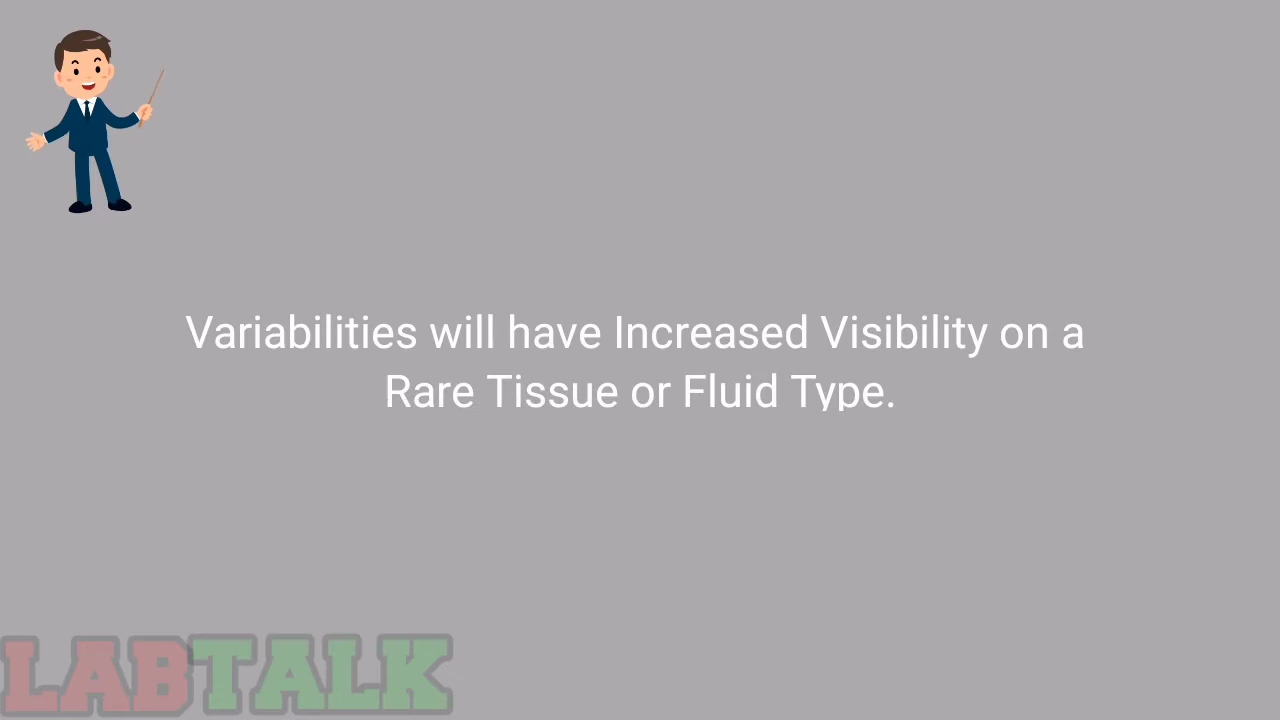 Variabilities will have Increased Visibility on a
Rare Tissue or Fluid Type.
LABTALK